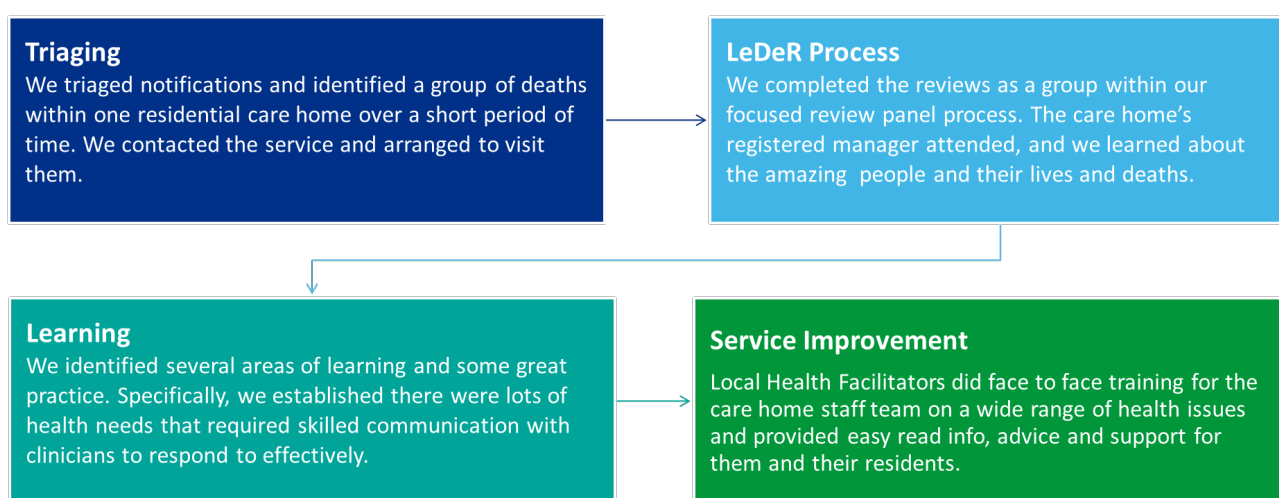 Triaging
We triaged notifications and identified a group of deaths
within one residential care home over a short period of
time. We contacted the service and arranged to visit
them.
LeDeR Process
We completed the reviews as a group within our
focused review panel process. The care home’s
registered manager attended, and we learned about
the amazing people and their lives and deaths.
Learning
We identified several areas of learning and some great
practice. Specifically, we established there were lots of
health needs that required skilled communication with
clinicians to respond to effectively.
Service Improvement
Local Health Facilitators did face to face training for the
care home staff team on a wide range of health issues
and provided easy read info, advice and support for
them and their residents.